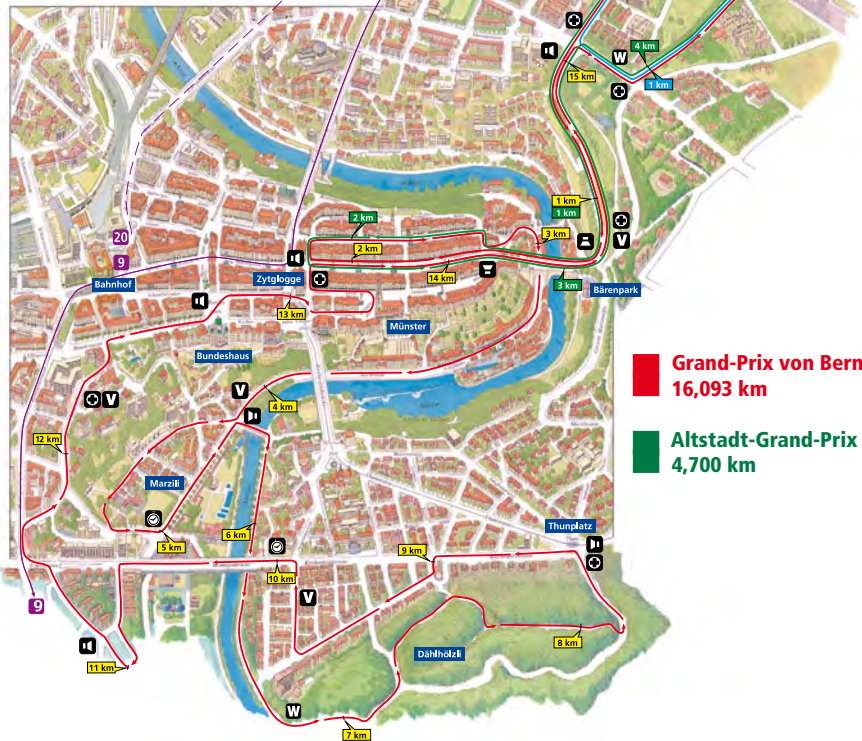 4 km
W
15 km
1 km
1 km
1 km
V
2 km
2 km
3 km
20
9
Bahnhof
Zytglogge
14 km
3 km
Bärenpark
13 km
Münster
Bundeshaus
V
4 km
V
12 km
Marzili
5 km
6 km
Thunplatz
9 km
10 km
V
9
8 km
Dählhölzli
11 km
W
7 km
Grand-Prix von Bern
16,093 km
Altstadt-Grand-Prix
4,700 km